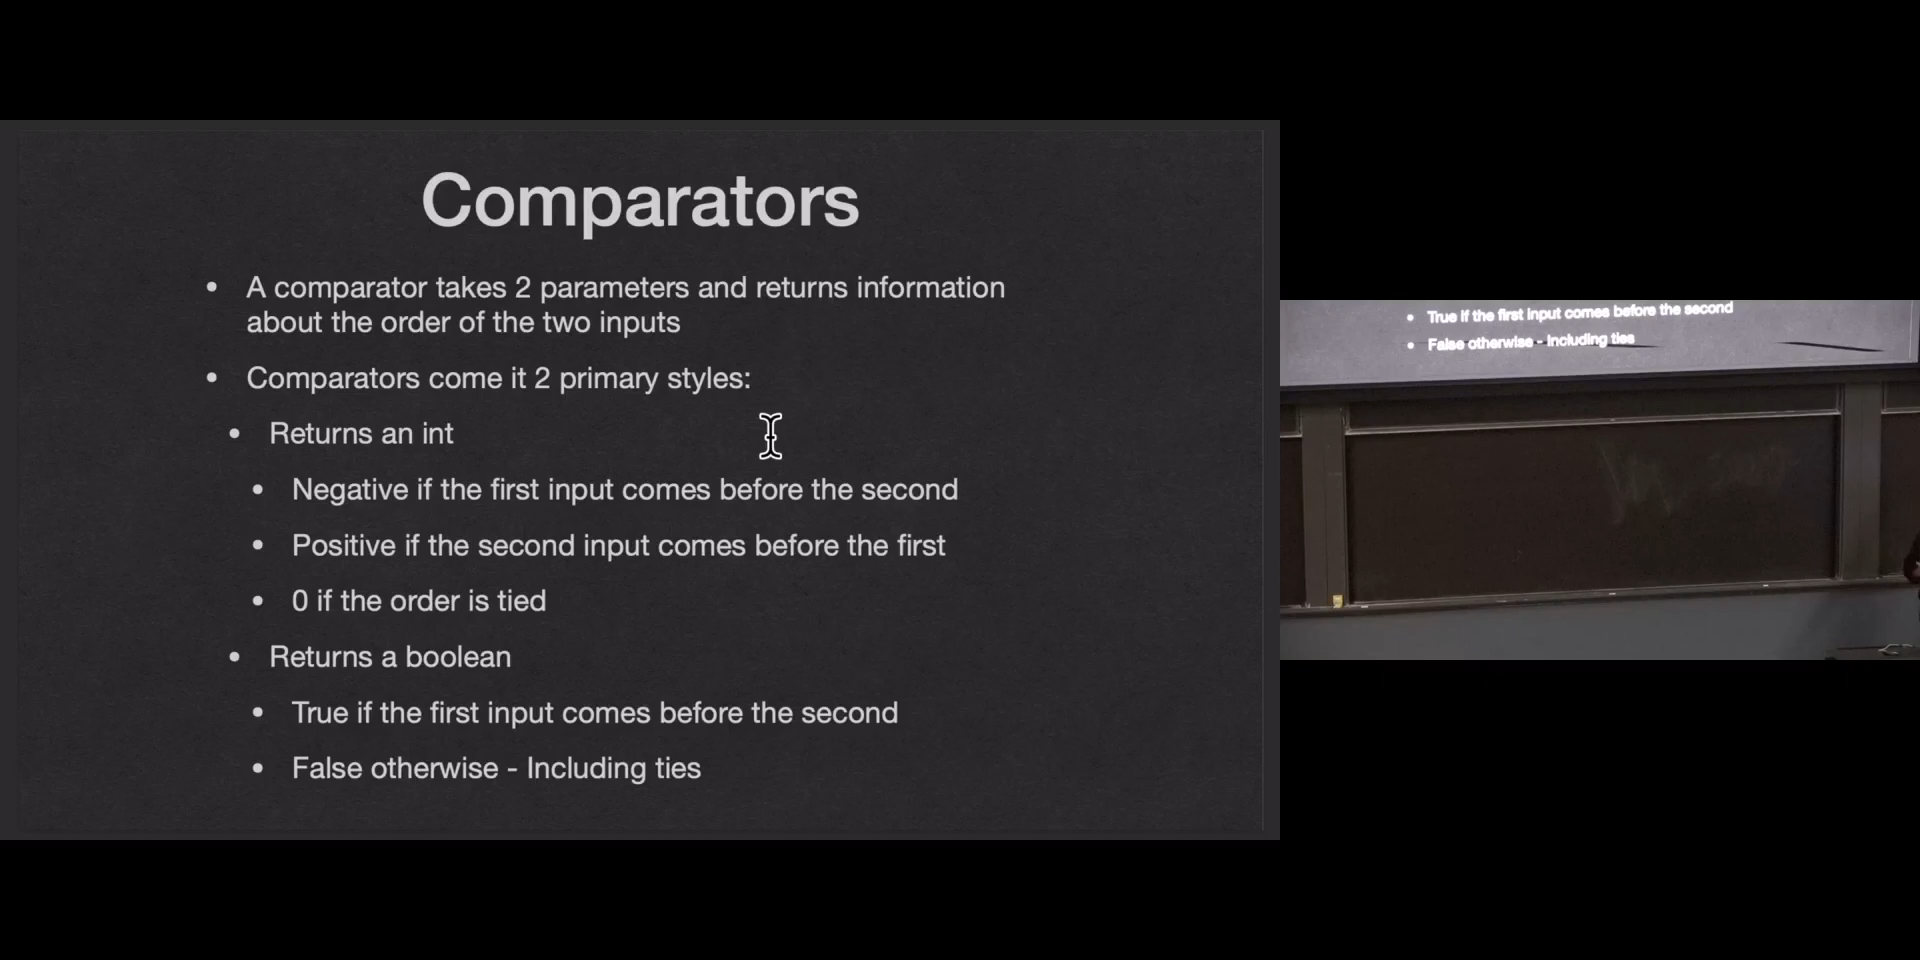 Comparators
• A comparator takes 2 parameters and returns information
about the order of the two inputs
• Comparators come it 2 primary styles:
• Returns an int
• Negative if the first input comes before the second
• Positive if the second input comes before the first
• 0 if the order is tied
• Returns a boolean
• True if the first input comes before the second
• False otherwise - Including ties
• True if the first input comes before the second
• False otherwise - Including ties